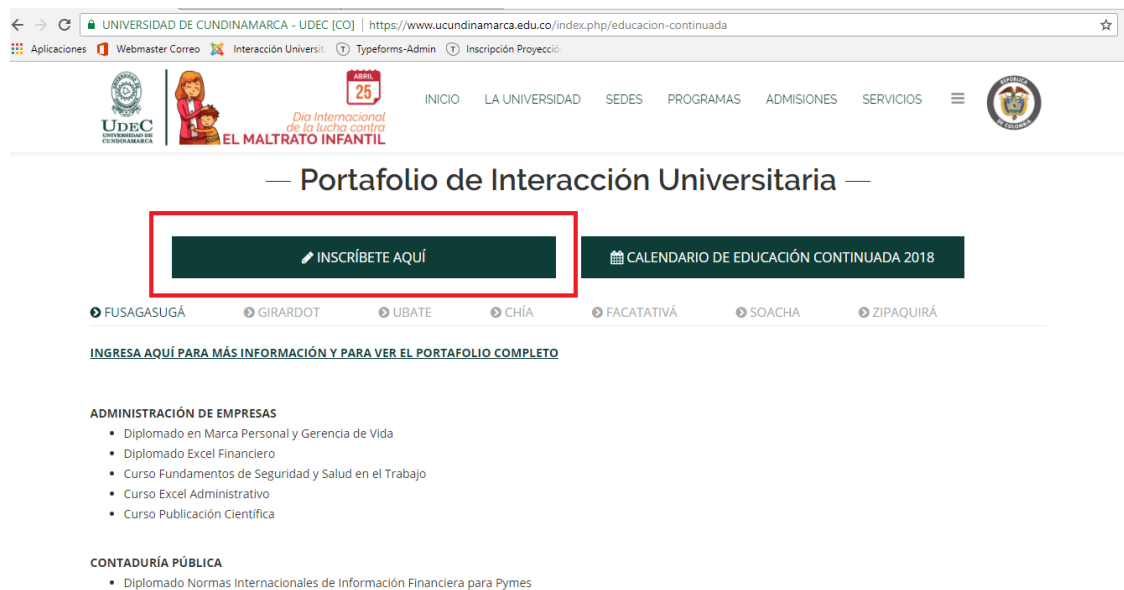 UNIVERSIDAD DE CUNDINAMARCA - UDEC [CO] | https://www.ucundinamarca.edu.co/index.php/educacion-continuada
Aplicaciones Webmaster Correo Interacción Universit Typeforms-Admin Inscripción Proyecció
UDEC
UNIVERSIDAD DE
CUNDINAMARCA
ABRIL
25
Dia Internacional
de la lucha contra
EL MALTRATO INFANTIL
INICIO LA UNIVERSIDAD SEDES PROGRAMAS ADMISIONES SERVICIOS
REPÚBLICA
DE COLOMBIA
Portafolio de Interacción Universitaria
INSCRÍBETE AQUÍ
CALENDARIO DE EDUCACIÓN CONTINUADA 2018
FUSAGASUGÁ GIRARDOT UBATE CHÍA FACATATIVÁ SOACHA ZIPAQUIRÁ
INGRESA AQUÍ PARA MÁS INFORMACIÓN Y PARA VER EL PORTAFOLIO COMPLETO
ADMINISTRACIÓN DE EMPRESAS
• Diplomado en Marca Personal y Gerencia de Vida
• Diplomado Excel Financiero
• Curso Fundamentos de Seguridad y Salud en el Trabajo
• Curso Excel Administrativo
• Curso Publicación Científica
CONTADURÍA PÚBLICA
• Diplomado Normas Internacionales de Información Financiera para Pymes